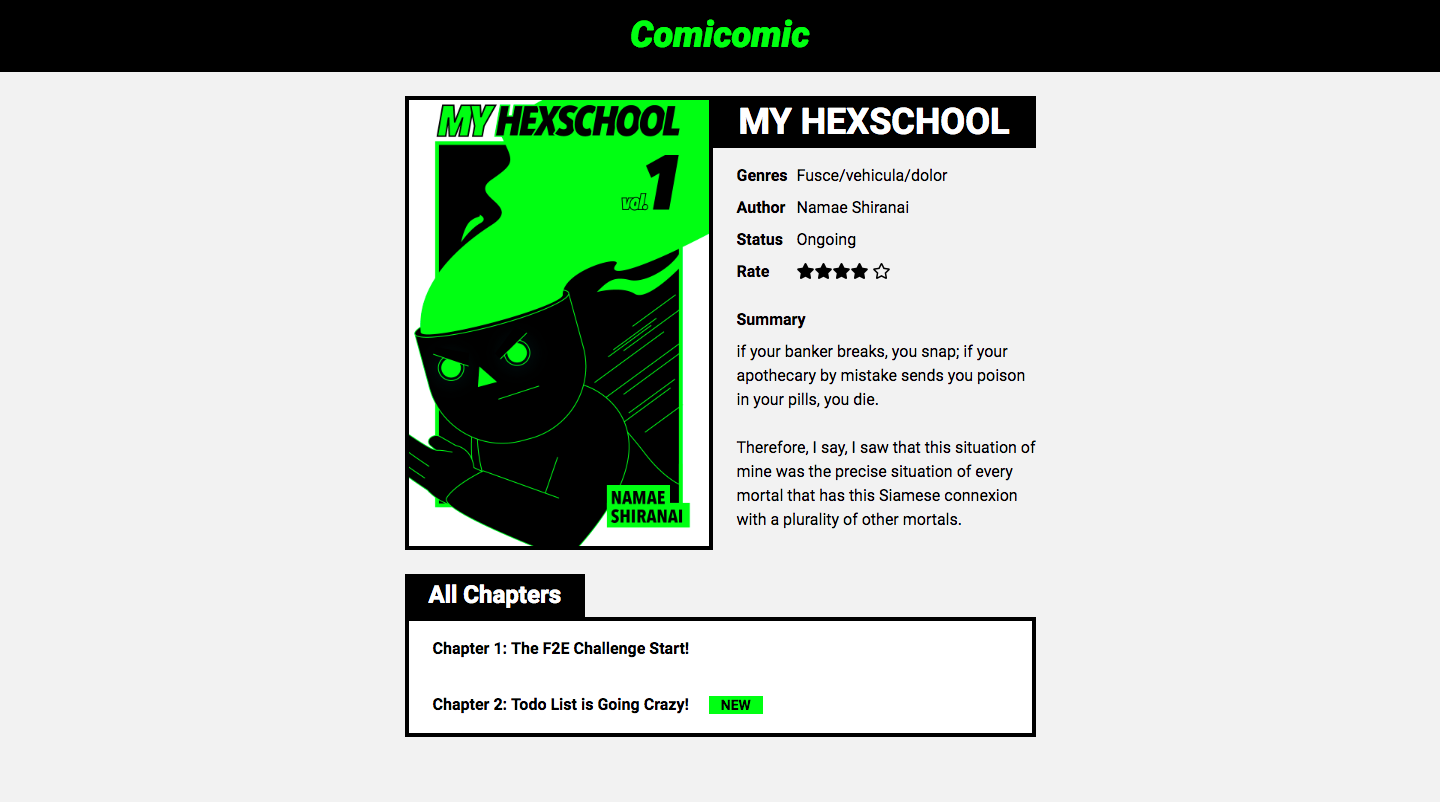 Comicomic
MY HEXSCHOOL
vol. 1
NAMAE
SHIRANAI
MY HEXSCHOOL
Genres Fusce/vehicula/dolor
Author Namae Shiranai
Status Ongoing
Rate
Summary
if your banker breaks, you snap; if your
apothecary by mistake sends you poison
in your pills, you die.
Therefore, I say, I saw that this situation of
mine was the precise situation of every
mortal that has this Siamese connexion
with a plurality of other mortals.
All Chapters
Chapter 1: The F2E Challenge Start!
Chapter 2: Todo List is Going Crazy! NEW